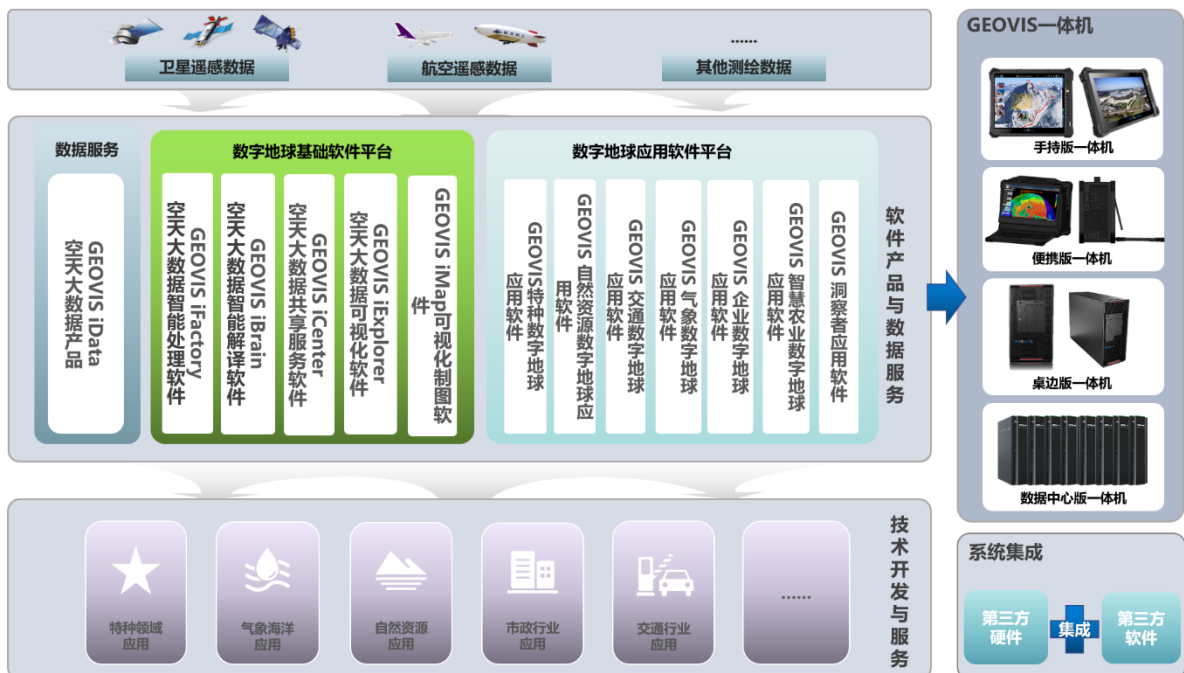 ......
卫星遥感数据
航空遥感数据
其他测绘数据
数据服务
GEOVIS iData
空天大数据产品
数字地球基础软件平台
GEOVIS iFactory
空天大数据智能处理软件
GEOVIS iBrain
空天大数据智能解译软件
GEOVIS iCenter
空天大数据共享服务软件
GEOVIS iExplorer
空天大数据可视化软件
GEOVIS iMap可视化制图软
件
数字地球应用软件平台
GEOVIS特种数字地球
应用软件
GEOVIS 自然资源数字地球应
用软件
GEOVIS 交通数字地球
应用软件
GEOVIS 气象数字地球
应用软件
GEOVIS 企业数字地球
应用软件
GEOVIS 智慧农业数字地球
应用软件
GEOVIS 洞察者应用软件
软件产品与数据服务
特种领域
应用
气象海洋
应用
自然资源
应用
市政行业
应用
交通行业
应用
......
技术开发与服务
GEOVIS一体机
手持版一体机
便携版一体机
桌边版一体机
数据中心版一体机
系统集成
第三方
硬件
集成
第三方
软件